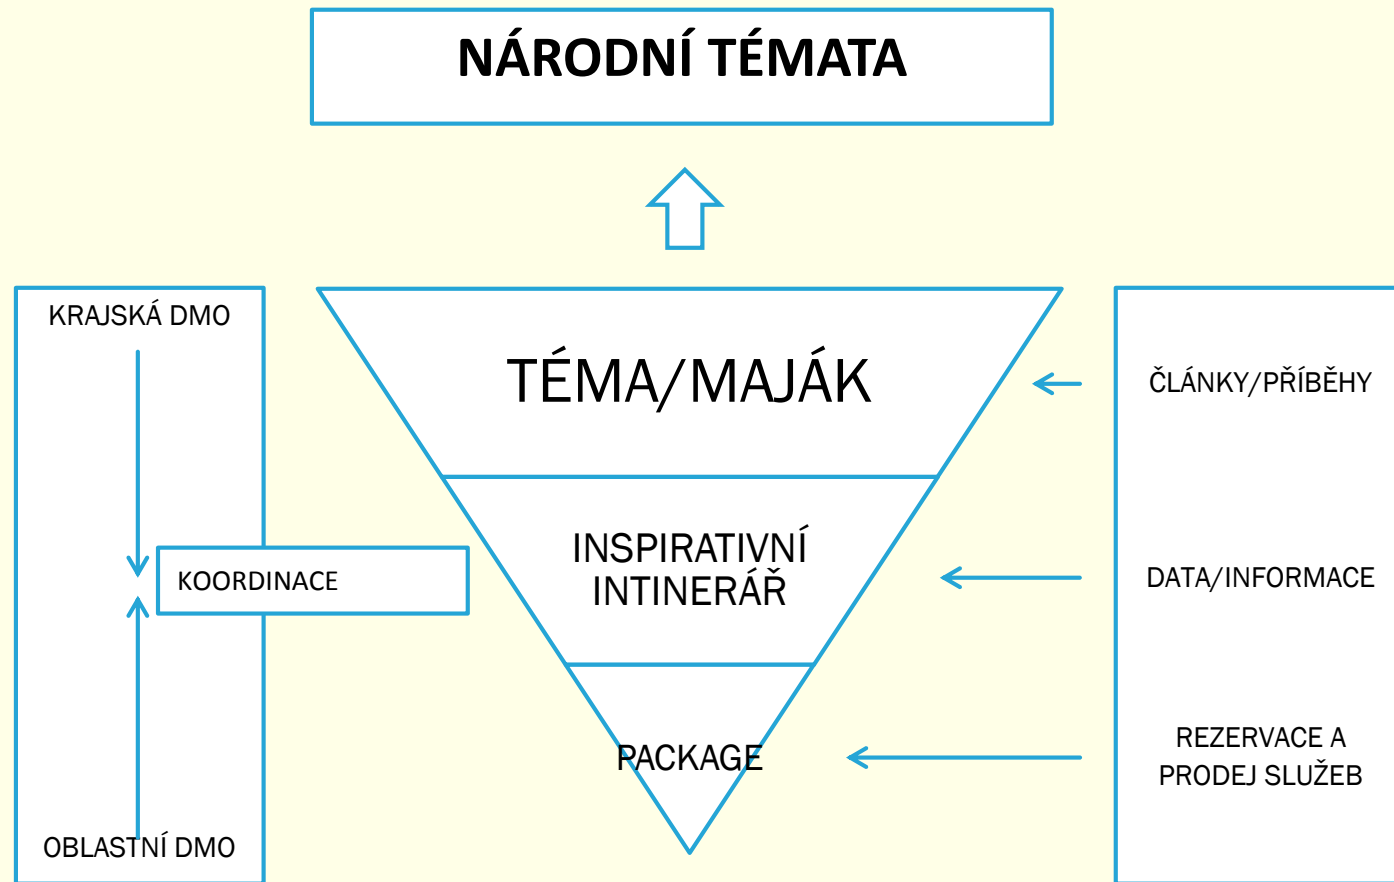 NÁRODNÍ TÉMATA
KRAJSKÁ DMO
TÉMA/MAJÁK
ČLÁNKY/PŘÍBĚHY
INSPIRATIVNÍ
INTINERÁŘ
KOORDINACE
DATA/INFORMACE
PACKAGE
REZERVACE A
PRODEJ SLUŽEB
OBLASTNÍ DMO